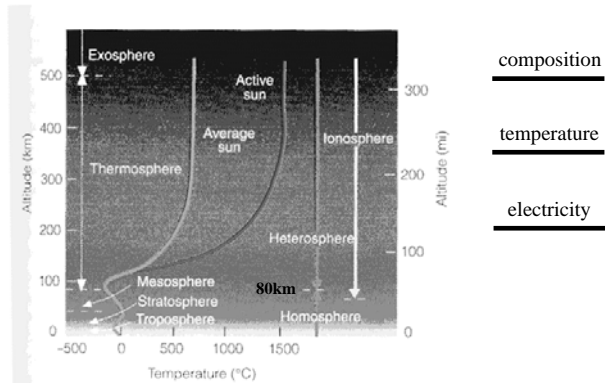 Exosphere
500
Active
sun
300
400
Average
sun
Ionosphere
Altitude (km)
300
Thermosphere
200
Altitude (mi)
200
Heterosphere
100
100
Mesosphere
80km
Stratosphere
Troposphere
Homosphere
0
0
-500
0
500
1000
1500
Temperature (°C)
composition
temperature
electricity